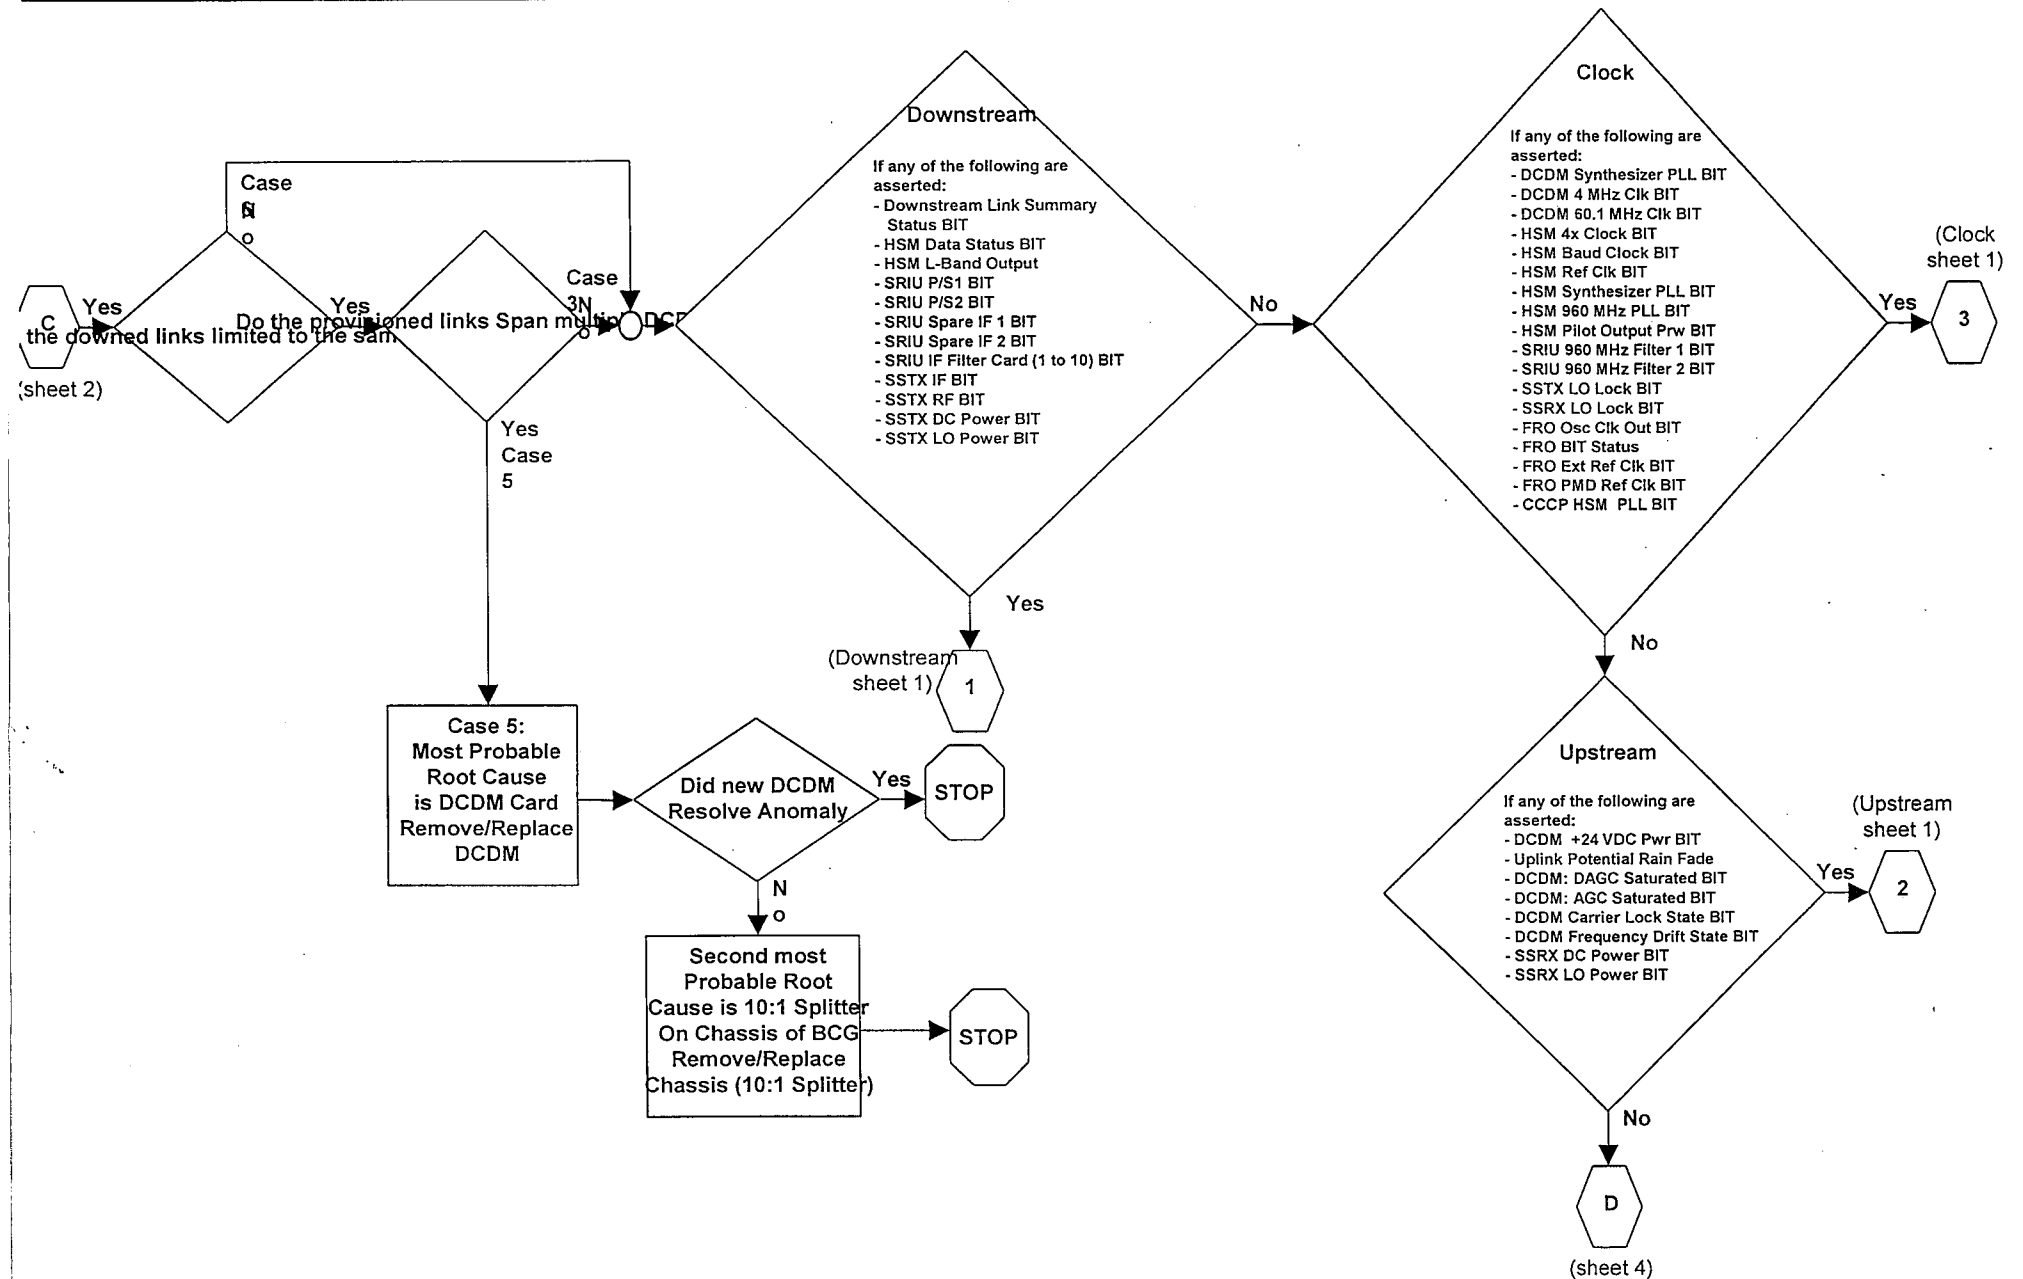 C
Yes
(sheet 2)
the downed links limited to the sam
Case
No
Yes
Do the provisioned links Span
Case
3
No
Yes
Case
5
Case 5:
Most Probable
Root Cause
is DCDM Card
Remove/Replace
DCDM
Did new DCDM
Resolve Anomaly
Yes
STOP
N
o
Second most
Probable Root
Cause is 10:1 Splitter
On Chassis of BCG
Remove/Replace
Chassis (10:1 Splitter)
STOP
Downstream
If any of the following are
asserted:
- Downstream Link Summary
Status BIT
- HSM Data Status BIT
- HSM L-Band Output
- SRIU P/S1 BIT
- SRIU P/S2 BIT
- SRIU Spare IF 1 BIT
- SRIU Spare IF 2 BIT
- SRIU IF Filter Card (1 to 10) BIT
- SSTX IF BIT
- SSTX RF BIT
- SSTX DC Power BIT
- SSTX LO Power BIT
Yes
(Downstream
sheet 1)
1
No
Clock
If any of the following are
asserted:
- DCDM Synthesizer PLL BIT
- DCDM 4 MHz Clk BIT
- DCDM 60.1 MHz Clk BIT
- HSM 4x Clock BIT
- HSM Baud Clock BIT
- HSM Ref Clk BIT
- HSM Synthesizer PLL BIT
- HSM 960 MHz PLL BIT
- HSM Pilot Output Prw BIT
- SRIU 960 MHz Filter 1 BIT
- SRIU 960 MHz Filter 2 BIT
- SSTX LO Lock BIT
- SSRX LO Lock BIT
- FRO Osc Clk Out BIT
- FRO BIT Status
- FRO Ext Ref Clk BIT
- FRO PMD Ref Clk BIT
- CCCP HSM PLL BIT
Yes
(Clock
sheet 1)
3
No
Upstream
If any of the following are
asserted:
- DCDM +24 VDC Pwr BIT
- Uplink Potential Rain Fade
- DCDM: DAGC Saturated BIT
- DCDM: AGC Saturated BIT
- DCDM Carrier Lock State BIT
- DCDM Frequency Drift State BIT
- SSRX DC Power BIT
- SSRX LO Power BIT
Yes
(Upstream
sheet 1)
2
No
D
(sheet 4)